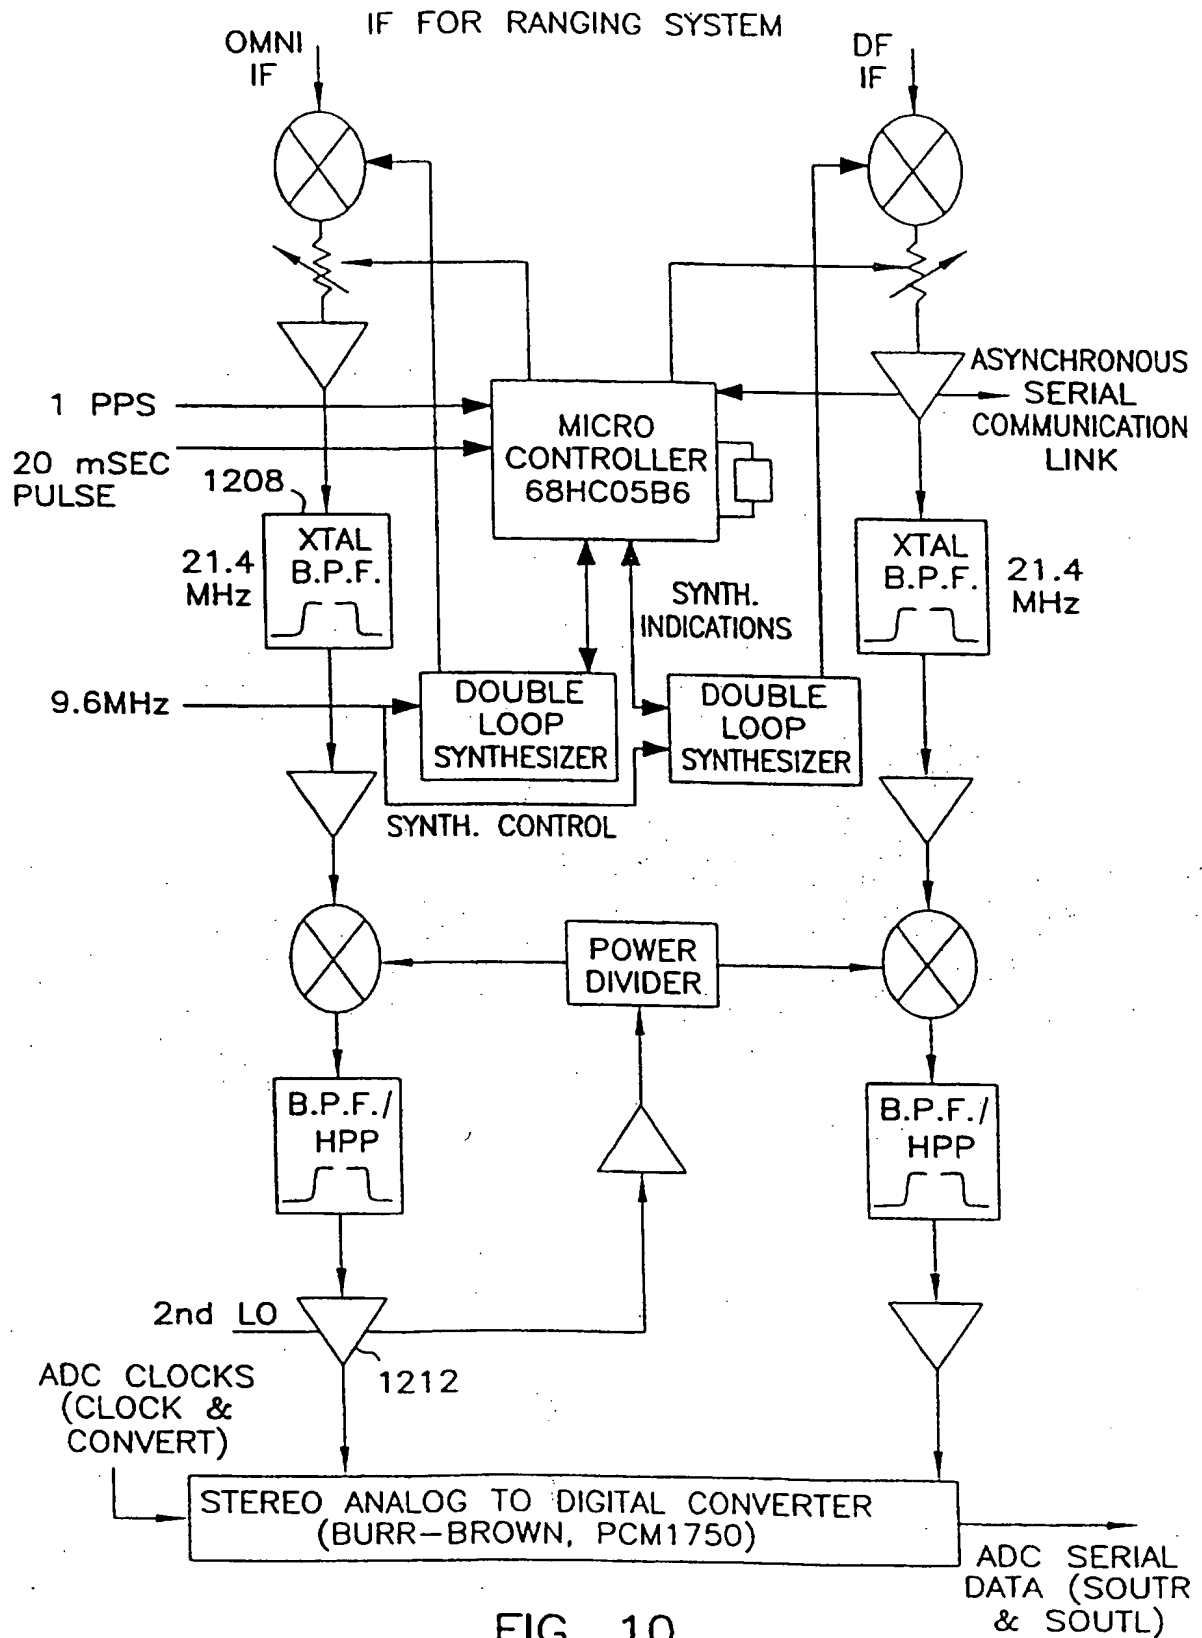 IF FOR RANGING SYSTEM
OMNI
IF
DF
IF
1 PPS
20 mSEC
PULSE
MICRO
CONTROLLER
68HC05B6
ASYNCHRONOUS
SERIAL
COMMUNICATION
LINK
1208
XTAL
B.P.F.
21.4
MHz
XTAL
B.P.F.
21.4
MHz
SYNTH.
INDICATIONS
9.6MHz
DOUBLE
LOOP
SYNTHESIZER
DOUBLE
LOOP
SYNTHESIZER
SYNTH. CONTROL
POWER
DIVIDER
B.P.F./
HPP
B.P.F./
HPP
2nd LO
1212
ADC CLOCKS
(CLOCK &
CONVERT)
STEREO ANALOG TO DIGITAL CONVERTER
(BURR-BROWN, PCM1750)
ADC SERIAL
DATA (SOUTR
& SOUTL)
FIG. 10